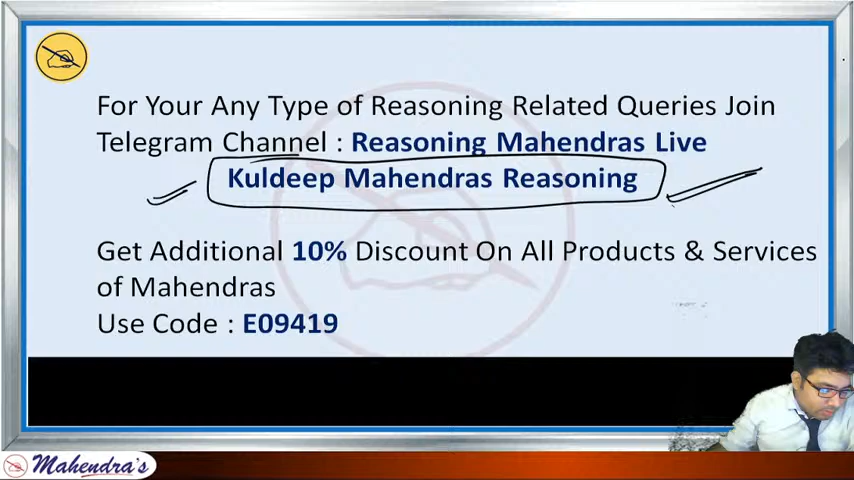 For Your Any Type of Reasoning Related Queries Join
Telegram Channel : Reasoning Mahendras Live
Kuldeep Mahendras Reasoning
Get Additional 10% Discount On All Products & Services
of Mahendras
Use Code : E09419
Mahendra's